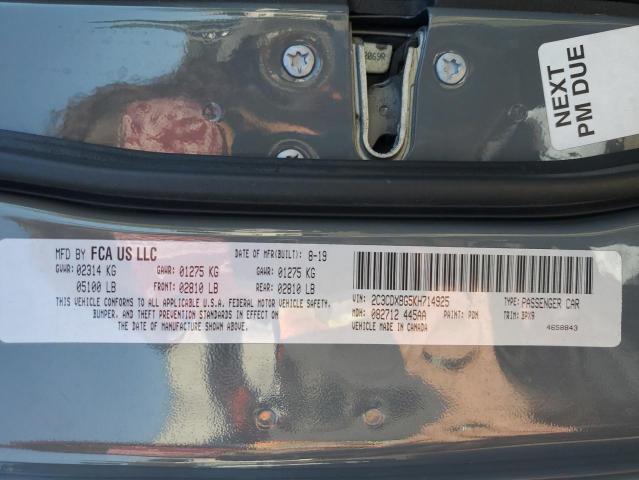 NEXT
PM DUE
MFD BY FCA US LLC DATE OF MFR(BUILT): 8-19
GVWR: 02314 KG GAWR: 01275 KG GAWR: 01275 KG
05100 LB FRONT: 02810 LB REAR: 02810 LB
THIS VEHICLE CONFORMS TO ALL APPLICABLE U.S.A. FEDERAL MOTOR VEHICLE SAFETY,
BUMPER, AND THEFT PREVENTION STANDARDS IN EFFECT ON
THE DATE OF MANUFACTURE SHOWN ABOVE.
VIN: 2C3CDXBG5KH714925 TYPE: PASSENGER CAR
MDH: 082712 445AA PAINT: PDN TRIM: BPX9
VEHICLE MADE IN CANADA 4658843